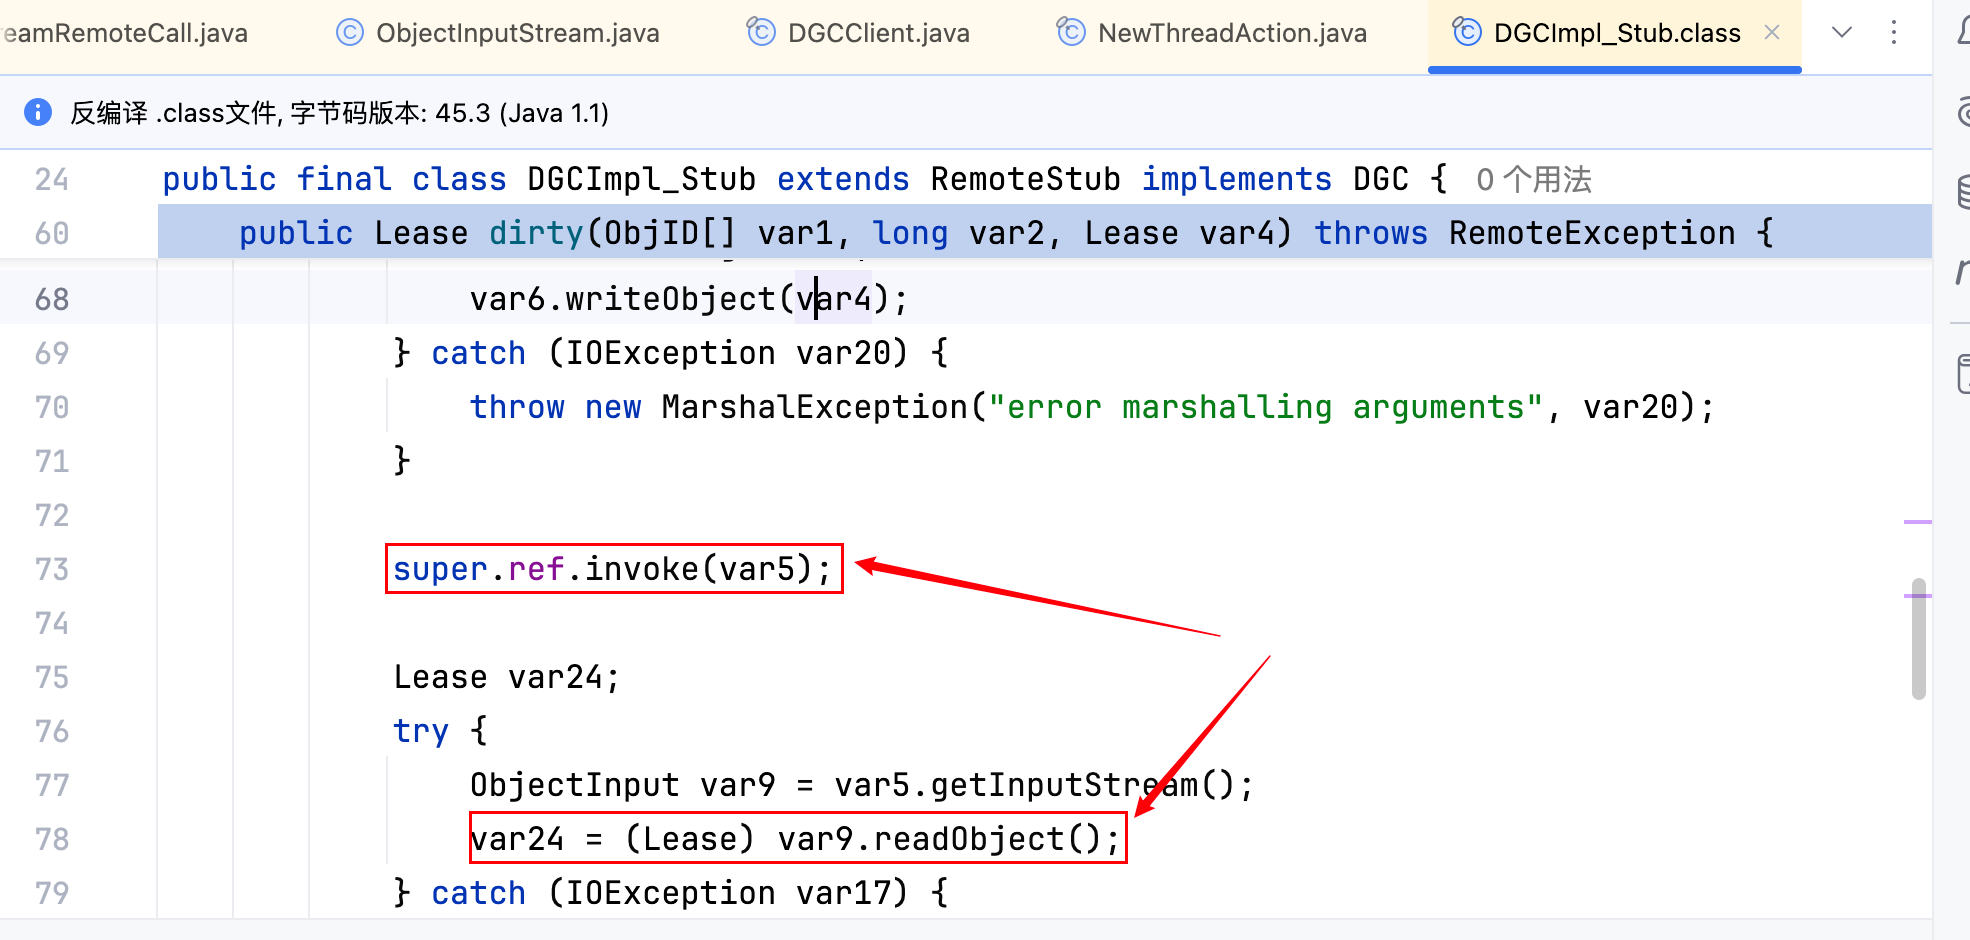 eamRemoteCall.java ObjectInputStream.java DGCClient.java NewThreadAction.java DGCImpl_Stub.class
反编译 .class文件, 字节码版本: 45.3 (Java 1.1)
24 public final class DGCImpl_Stub extends RemoteStub implements DGC { 0 个用法
60 public Lease dirty(ObjID[] var1, long var2, Lease var4) throws RemoteException {
68 var6.writeObject(var4);
69 } catch (IOException var20) {
70 throw new MarshalException("error marshalling arguments", var20);
71 }
72
73 super.ref.invoke(var5);
74
75 Lease var24;
76 try {
77 ObjectInput var9 = var5.getInputStream();
78 var24 = (Lease) var9.readObject();
79 } catch (IOException var17) {